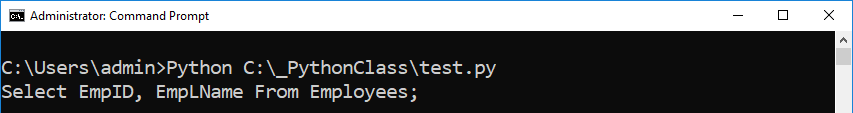 Administrator: Command Prompt
C:\Users\admin>Python C:\_PythonClass\test.py
Select EmpID, EmpLName From Employees;